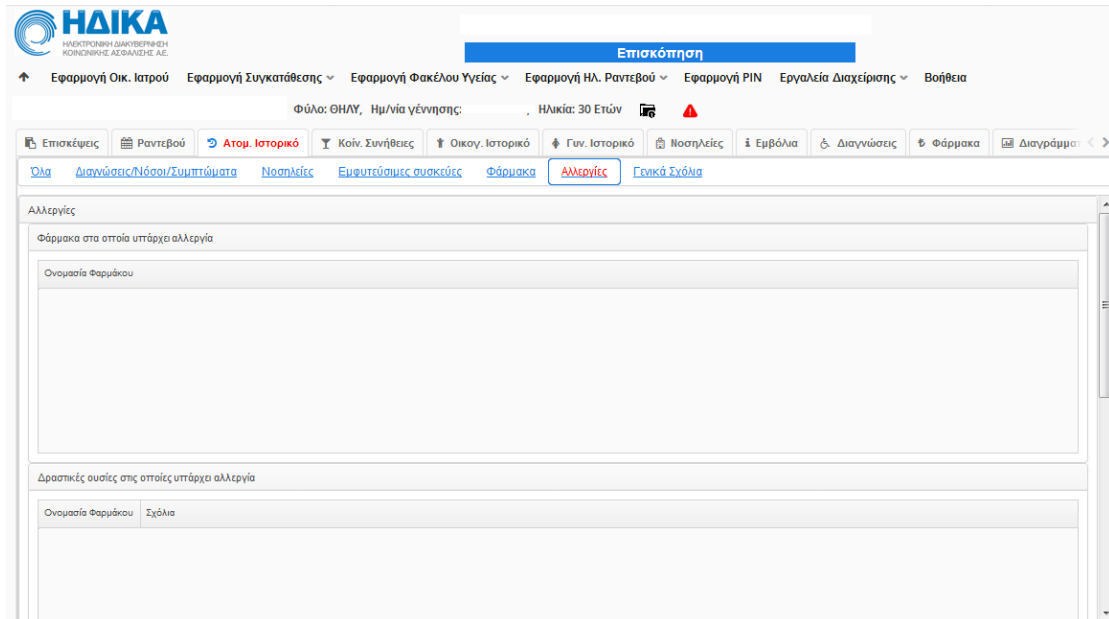 ΗΔΙΚΑ
ΗΛΕΚΤΡΟΝΙΚΗ ΔΙΑΚΥΒΕΡΝΗΣΗ
ΚΟΙΝΩΝΙΚΗΣ ΑΣΦΑΛΙΣΗΣ Α.Ε.
Επισκόπηση
Εφαρμογή Οικ. Ιατρού Εφαρμογή Συγκατάθεσης Εφαρμογή Φακέλου Υγείας Εφαρμογή Ηλ. Ραντεβού Εφαρμογή PIN Εργαλεία Διαχείρισης Βοήθεια
Φύλο: ΘΗΛΥ, Ημ/νία γέννησης: , Ηλικία: 30 Ετών
Επισκέψεις Ραντεβού Ατομ. Ιστορικό Κοίν. Συνήθειες Οικογ. Ιστορικό Γυν. Ιστορικό Νοσηλείες Εμβόλια Διαγνώσεις Φάρμακα Διαγράμματ
Όλα Διαγνώσεις/Νόσοι/Συμπτώματα Νοσηλείες Εμφυτεύσιμες συσκεύες Φάρμακα Αλλεργίες Γενικά Σχόλια
Αλλεργίες
Φάρμακα στα οποία υπάρχει αλλεργία
Ονομασία Φαρμάκου
Δραστικές ουσίες στις οποίες υπάρχει αλλεργία
Ονομασία Φαρμάκου Σχόλια